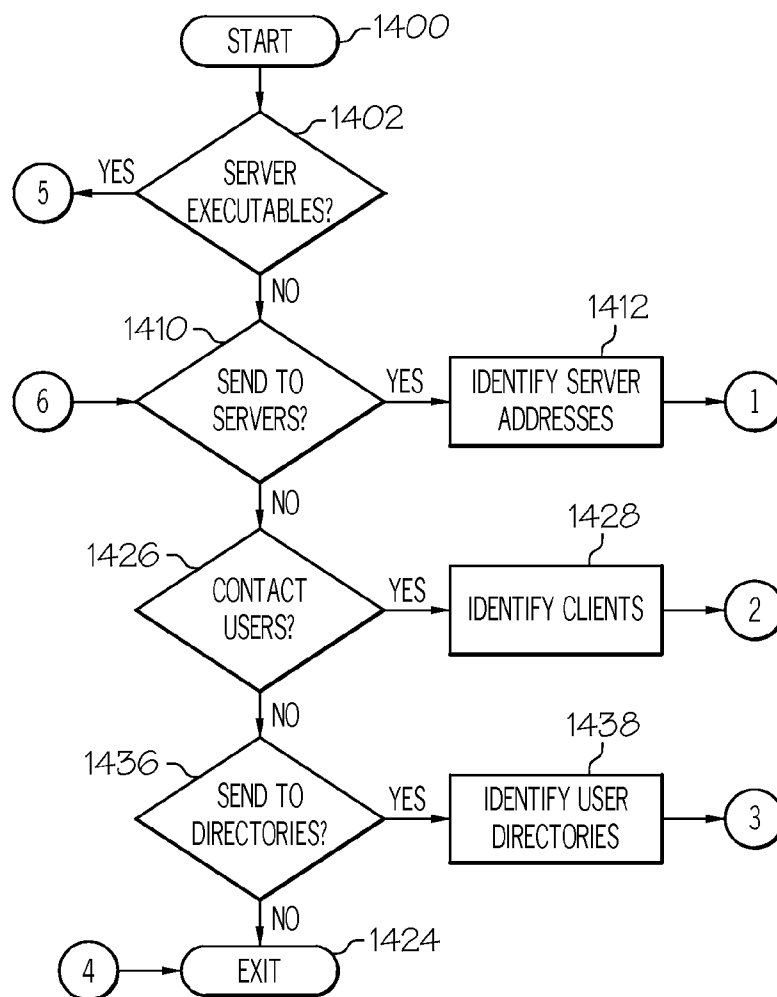 START
1400
1402
YES
SERVER
EXECUTABLES?
5
NO
1410
1412
6
SEND TO
SERVERS?
YES
IDENTIFY SERVER
ADDRESSES
1
NO
1426
1428
CONTACT
USERS?
YES
IDENTIFY CLIENTS
2
NO
1436
1438
SEND TO
DIRECTORIES?
YES
IDENTIFY USER
DIRECTORIES
3
NO
1424
4
EXIT